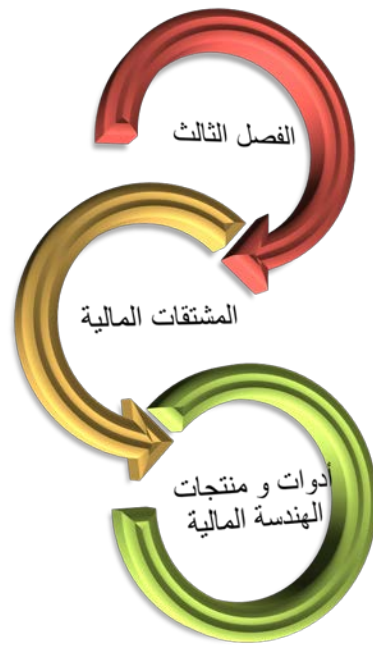 الفصل الثالث
المشتقات المالية
أدوات و منتجات
الهندسة المالية